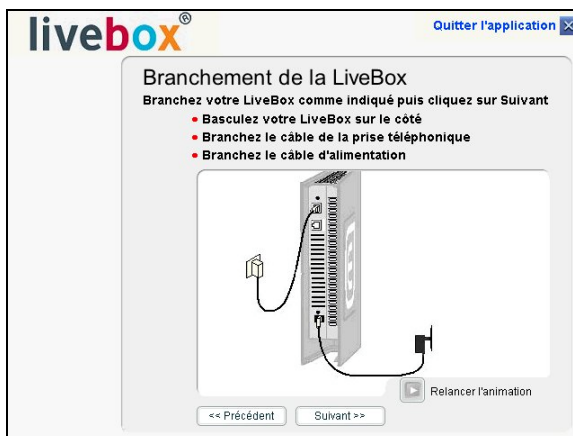 livebox®
Quitter l'application
Branchement de la LiveBox
Branchez votre LiveBox comme indiqué puis cliquez sur Suivant
• Basculez votre LiveBox sur le côté
• Branchez le câble de la prise téléphonique
• Branchez le câble d'alimentation
Relancer l'animation
<< Précédent
Suivant >>